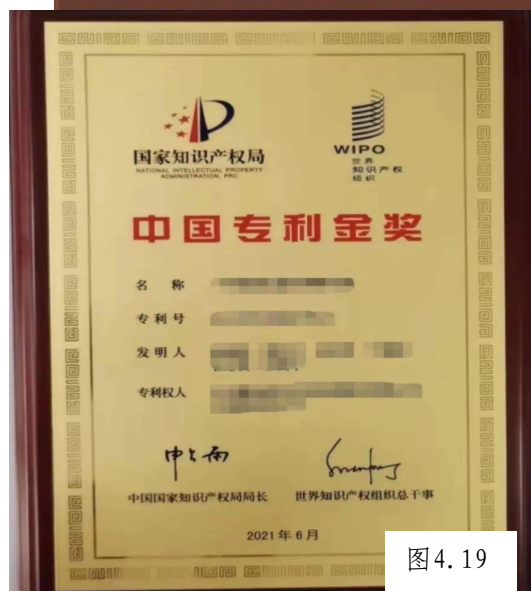 国家知识产权局
NATIONAL INTELLECTUAL PROPERTY
ADMINISTRATION, PRC
WIPO
世界
知识产权
组织
中国专利金奖
名 称
专利号
发明人
专利权人
申长雨
中国国家知识产权局局长
世界知识产权组织总干事
2021年6月
图4.19